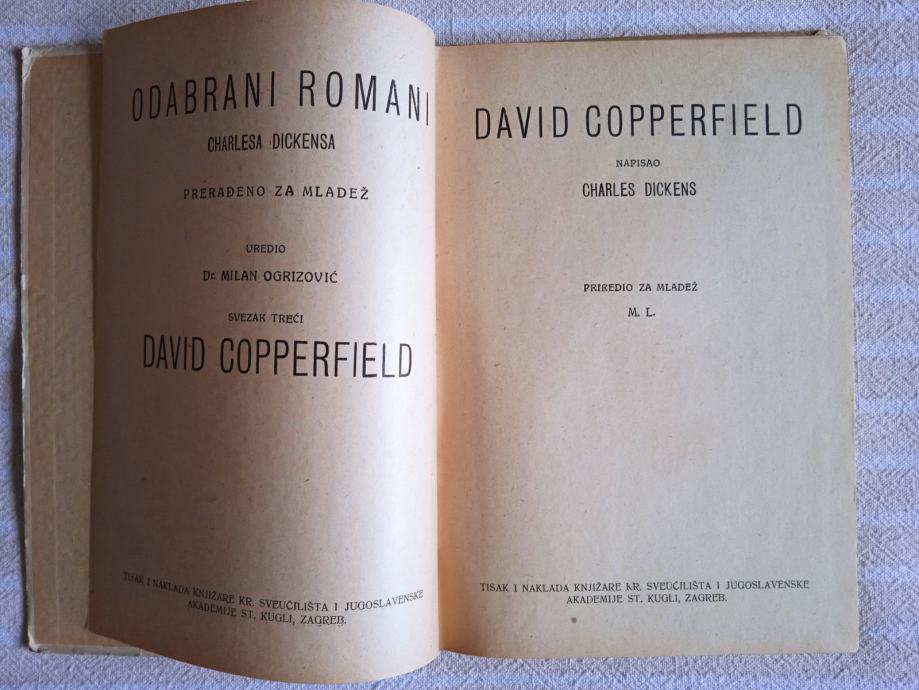 ODABRANI ROMANI
CHARLESA DICKENSA
PRERAĐENO ZA MLADEŽ
UREDIO
Dr. MILAN OGRIZOVIĆ
SVEZAK TREĆI
DAVID COPPERFIELD
TISAK I NAKLADA KNJIŽARE KR. SVEUČILIŠTA I JUGOSLAVENSKE
AKADEMIJE ST. KUGLI, ZAGREB.
DAVID COPPERFIELD
NAPISAO
CHARLES DICKENS
PRIREDIO ZA MLADEŽ
M. L.
TISAK I NAKLADA KNJIŽARE KR. SVEUČILIŠTA I JUGOSLAVENSKE
AKADEMIJE ST. KUGLI, ZAGREB.